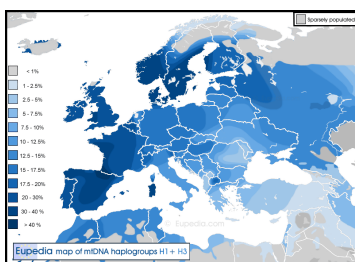 Sparsely populated
< 1%
1 - 2.5%
2.5 - 5%
5 - 7.5%
7.5 - 10%
10 - 12.5%
12.5 - 15%
15 - 17.5%
17.5 - 20%
20 - 30%
30 - 40 %
> 40 %
© Eupedia.com
Eupedia map of mtDNA haplogroups H1 + H3